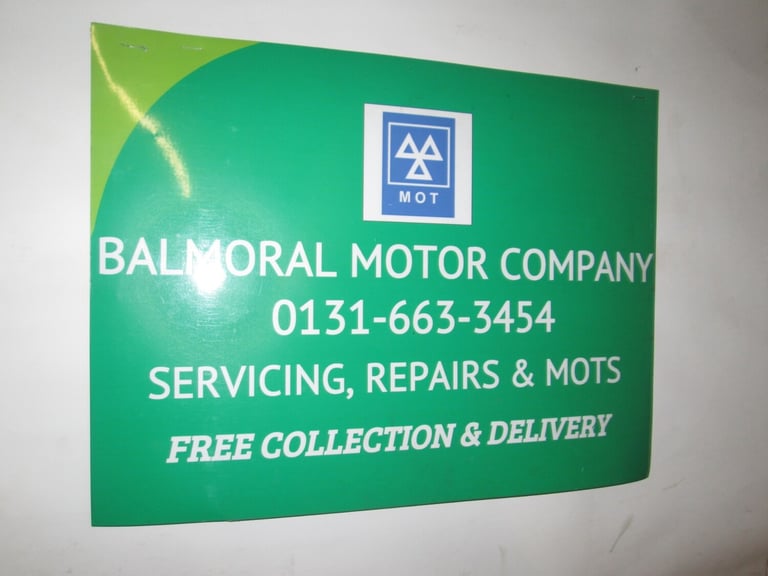 MOT
BALMORAL MOTOR COMPANY
0131-663-3454
SERVICING, REPAIRS & MOTS
FREE COLLECTION & DELIVERY